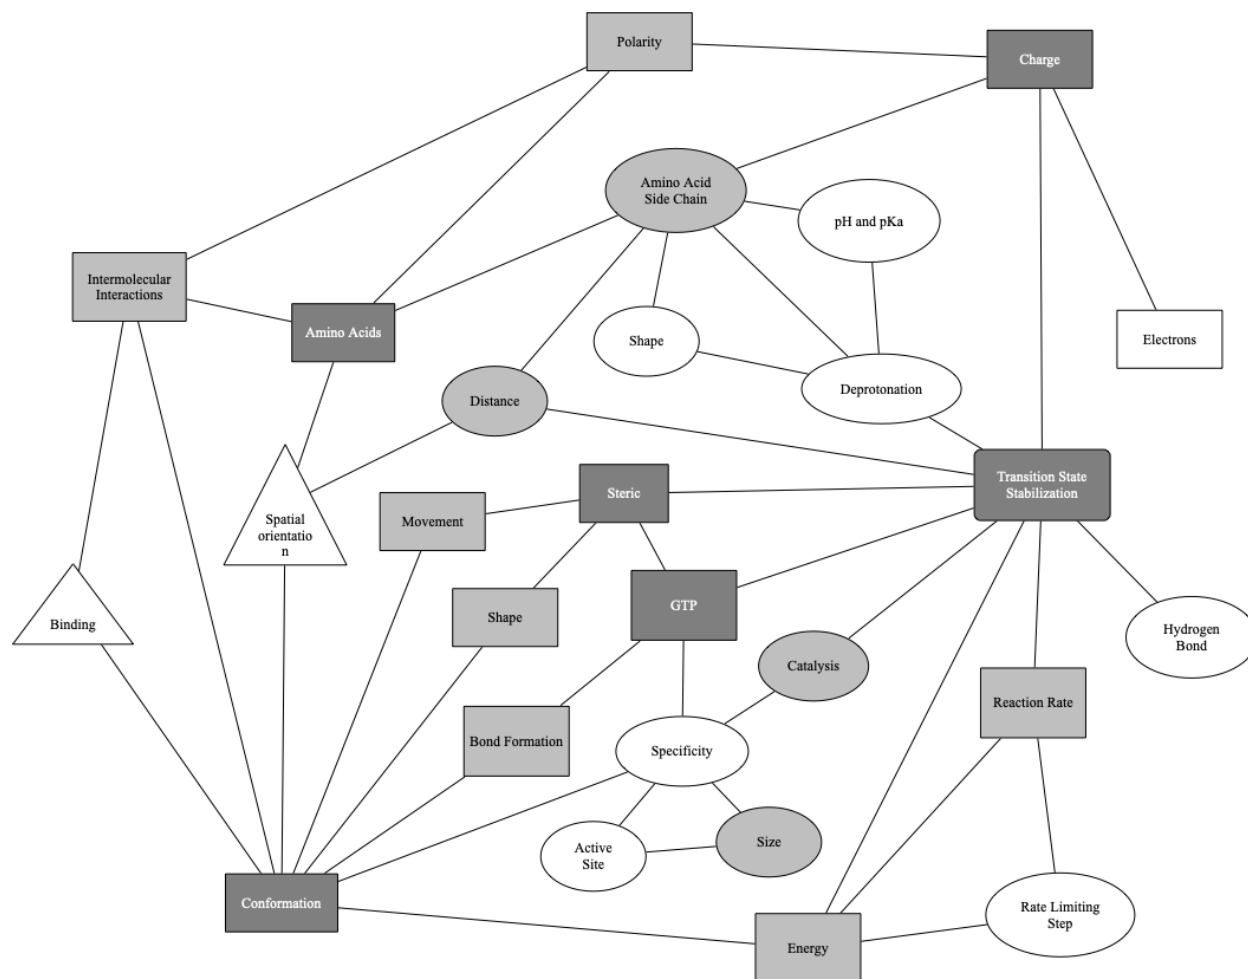 Polarity
Charge
Amino Acid
Side Chain
pH and pKa
Intermolecular
Interactions
Amino Acids
Shape
Electrons
Deprotonation
Distance
Transition State
Stabilization
Steric
Movement
Spatial
orientatio
n
GTP
Shape
Binding
Hydrogen
Bond
Catalysis
Reaction Rate
Bond Formation
Specificity
Active
Site
Size
Conformation
Rate Limiting
Step
Energy